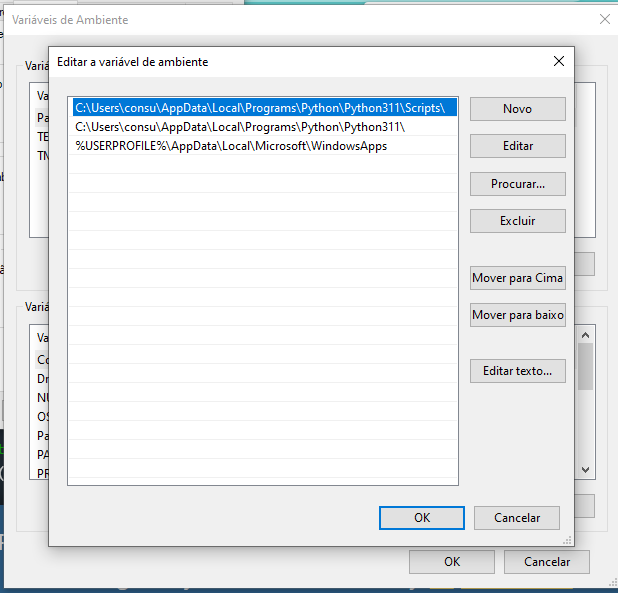 Variáveis de Ambiente
Editar a variável de ambiente
C:\Users\consu\AppData\Local\Programs\Python\Python311\Scripts\
C:\Users\consu\AppData\Local\Programs\Python\Python311\
%USERPROFILE%\AppData\Local\Microsoft\WindowsApps
Novo
Editar
Procurar...
Excluir
Mover para Cima
Mover para baixo
Editar texto...
OK
Cancelar
OK
Cancelar